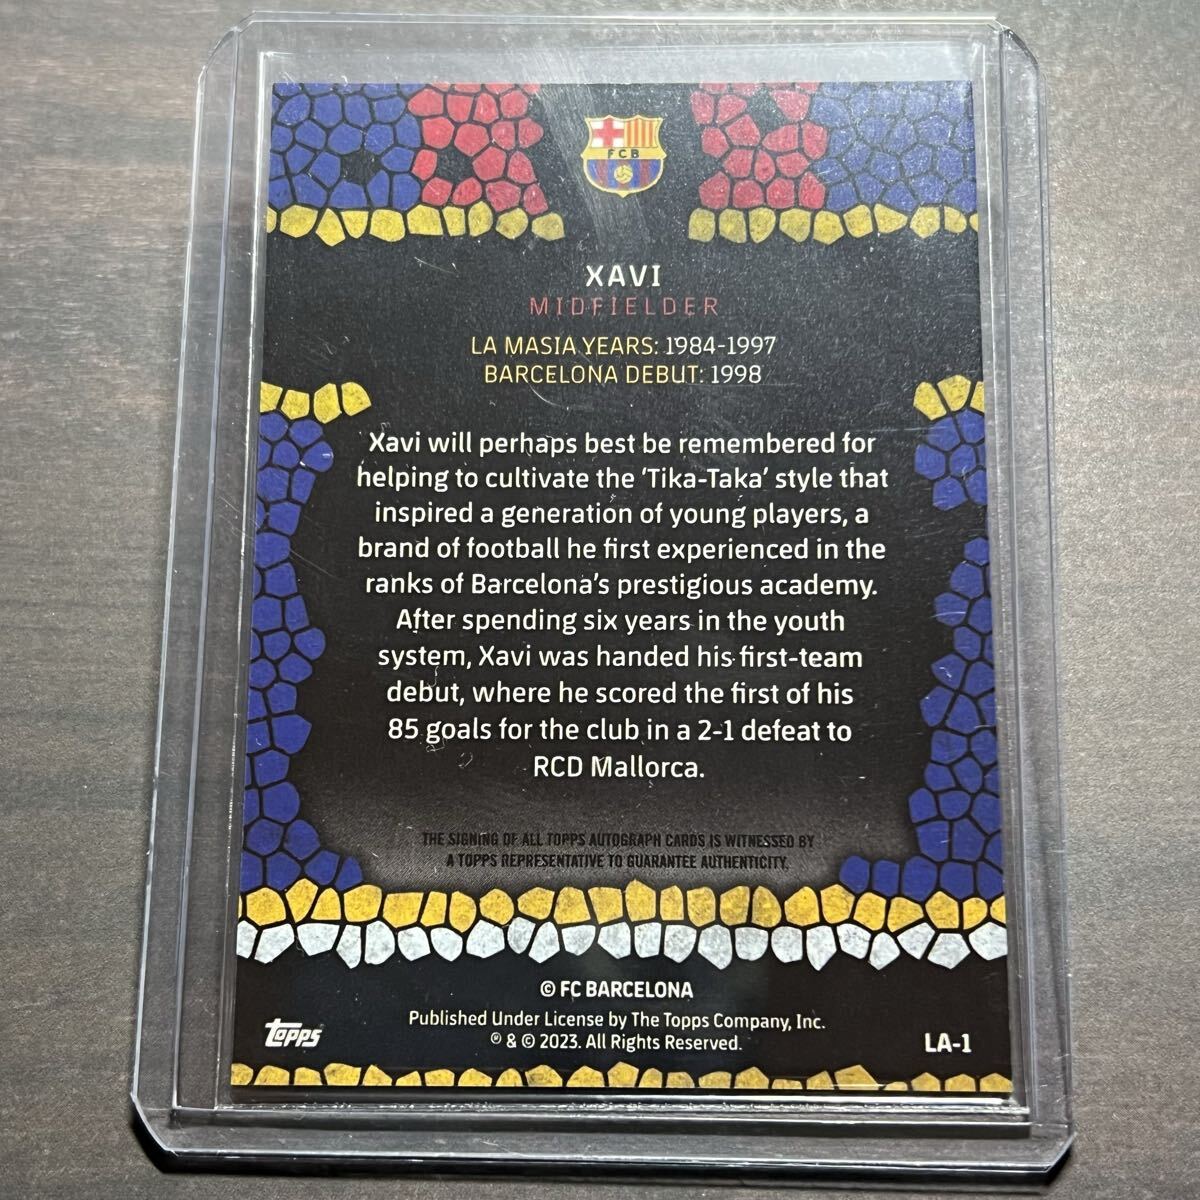 FCB
XAVI
MIDFIELDER
LA MASIA YEARS: 1984-1997
BARCELONA DEBUT: 1998
Xavi will perhaps best be remembered for
helping to cultivate the ‘Tika-Taka’ style that
inspired a generation of young players, a
brand of football he first experienced in the
ranks of Barcelona’s prestigious academy.
After spending six years in the youth
system, Xavi was handed his first-team
debut, where he scored the first of his
85 goals for the club in a 2-1 defeat to
RCD Mallorca.
THE SIGNING OF ALL TOPPS AUTOGRAPH CARDS IS WITNESSED BY
A TOPPS REPRESENTATIVE TO GUARANTEE AUTHENTICITY.
© FC BARCELONA
Published Under License by The Topps Company, Inc.
® & © 2023. All Rights Reserved.
TOPPS
LA-1